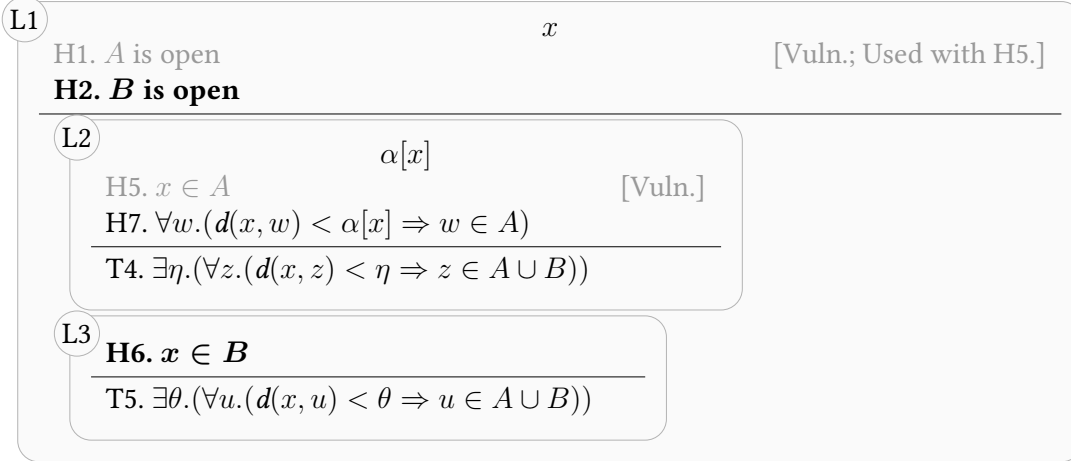 L1
x
H1. A is open [Vuln.; Used with H5.]
H2. B is open
L2
α[x]
H5. x ∈ A [Vuln.]
H7. ∀w.(d(x, w) < α[x] ⇒ w ∈ A)
T4. ∃η.(∀z.(d(x, z) < η ⇒ z ∈ A ∪ B))
L3
H6. x ∈ B
T5. ∃θ.(∀u.(d(x, u) < θ ⇒ u ∈ A ∪ B))